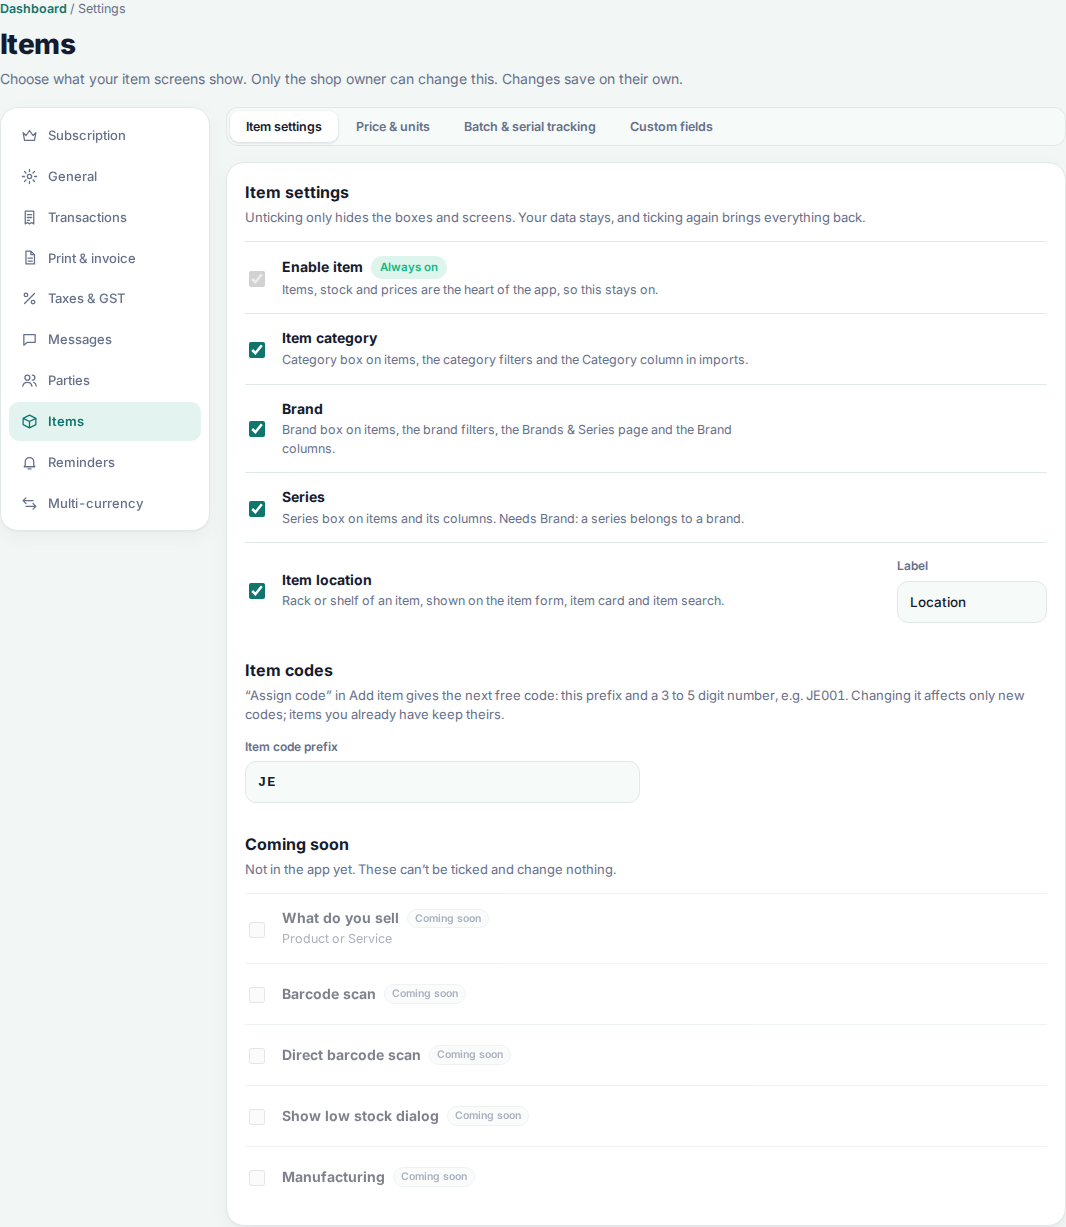 Dashboard / Settings
Items
Choose what your item screens show. Only the shop owner can change this. Changes save on their own.
Subscription
General
Transactions
Print & invoice
Taxes & GST
Messages
Parties
Items
Reminders
Multi-currency
Item settings Price & units Batch & serial tracking Custom fields
Item settings
Unticking only hides the boxes and screens. Your data stays, and ticking again brings everything back.
Enable item Always on
Items, stock and prices are the heart of the app, so this stays on.
Item category
Category box on items, the category filters and the Category column in imports.
Brand
Brand box on items, the brand filters, the Brands & Series page and the Brand
columns.
Series
Series box on items and its columns. Needs Brand: a series belongs to a brand.
Item location
Rack or shelf of an item, shown on the item form, item card and item search.
Label
Location
Item codes
“Assign code” in Add item gives the next free code: this prefix and a 3 to 5 digit number, e.g. JE001. Changing it affects only new
codes; items you already have keep theirs.
Item code prefix
JE
Coming soon
Not in the app yet. These can’t be ticked and change nothing.
What do you sell Coming soon
Product or Service
Barcode scan Coming soon
Direct barcode scan Coming soon
Show low stock dialog Coming soon
Manufacturing Coming soon